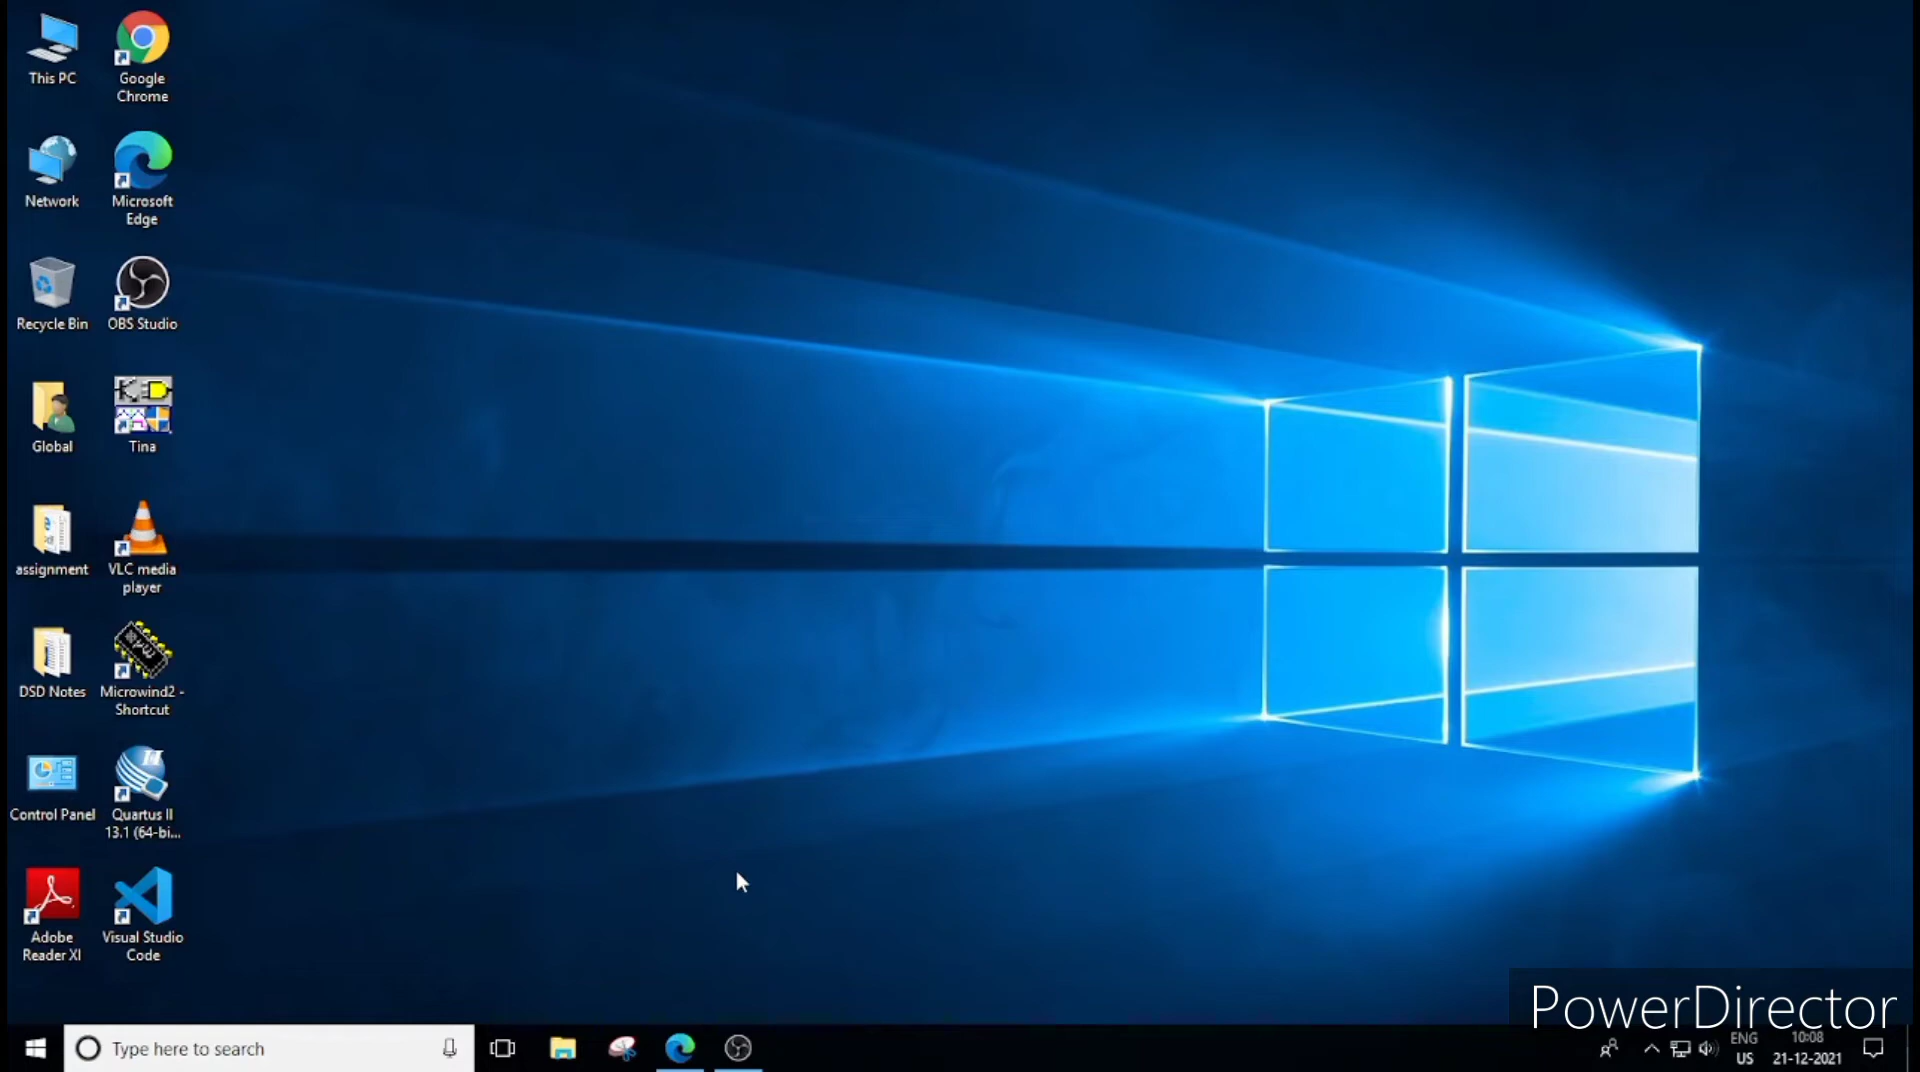 This PC
Google
Chrome
Network
Microsoft
Edge
Recycle Bin
OBS Studio
Global
Tina
assignment
VLC media
player
DSD Notes
Microwind2 -
Shortcut
Control Panel
Quartus II
13.1 (64-bi...
Adobe
Reader XI
Visual Studio
Code
PowerDirector
Type here to search
ENG
US
10:08
21-12-2021